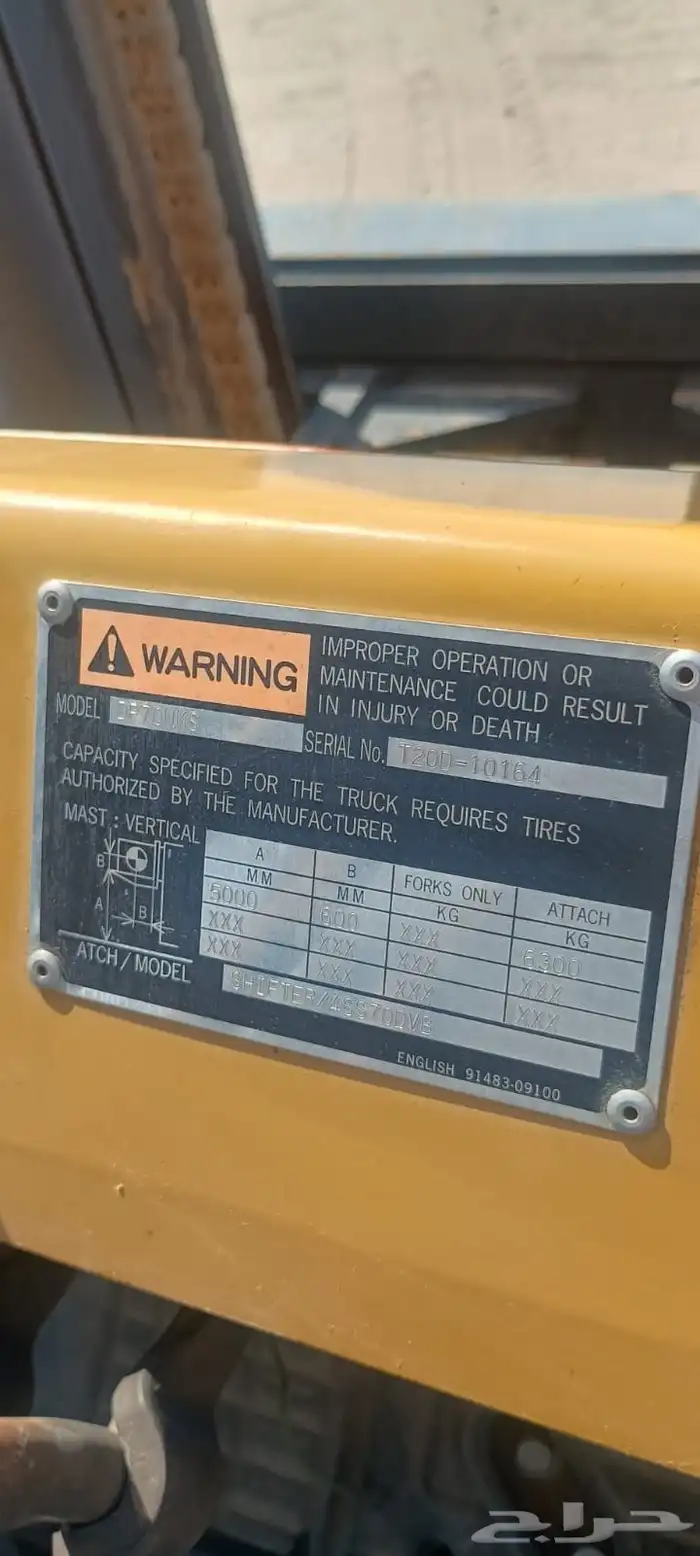 WARNING
IMPROPER OPERATION OR
MAINTENANCE COULD RESULT
IN INJURY OR DEATH
MODEL
SERIAL No. T20D-10164
CAPACITY SPECIFIED FOR THE TRUCK REQUIRES TIRES
AUTHORIZED BY THE MANUFACTURER.
MAST : VERTICAL
B
A
B
A B FORKS ONLY ATTACH
MM MM KG KG
5000 600 XXX 6300
XXX XXX XXX XXX
XXX XXX XXX XXX
ATCH/MODEL SHIFTER/4SS70DVB
ENGLISH 91483-09100
حراج